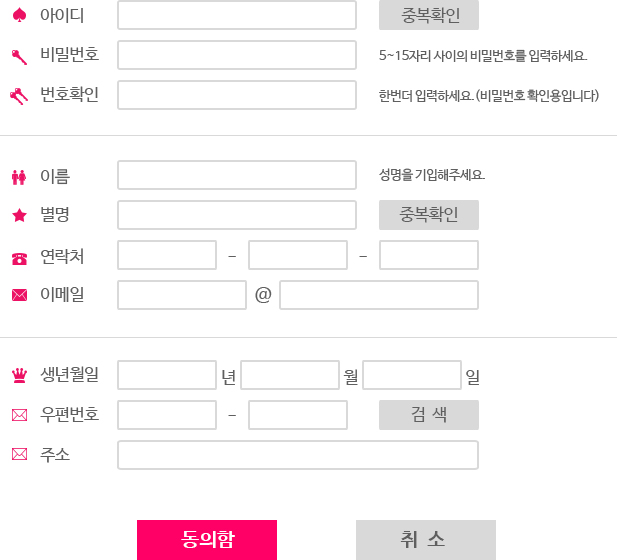 아이디 중복확인
비밀번호 5~15자리 사이의 비밀번호를 입력하세요.
번호확인 한번더 입력하세요.(비밀번호 확인용입니다)
이름 성명을 기입해주세요.
별명 중복확인
연락처 - -
이메일 @
생년월일 년 월 일
우편번호 - 검 색
주소
동의함 취 소